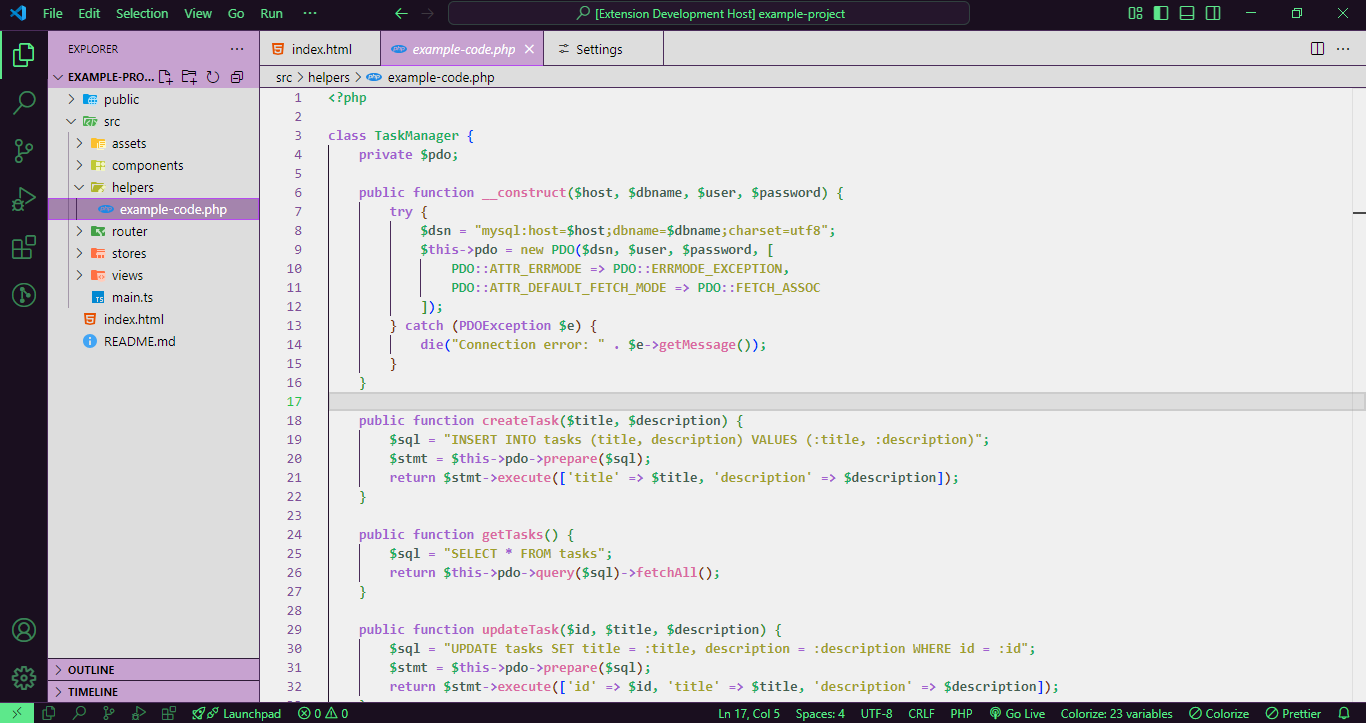 File Edit Selection View Go Run ··· [Extension Development Host] example-project
EXPLORER ···
EXAMPLE-PRO...
public
src
assets
components
helpers
example-code.php
router
stores
views
main.ts
index.html
README.md
OUTLINE
TIMELINE
index.html example-code.php Settings
src > helpers > example-code.php
1 <?php
2
3 class TaskManager {
4     private $pdo;
5
6     public function __construct($host, $dbname, $user, $password) {
7         try {
8             $dsn = "mysql:host=$host;dbname=$dbname;charset=utf8";
9             $this->pdo = new PDO($dsn, $user, $password, [
10                 PDO::ATTR_ERRMODE => PDO::ERRMODE_EXCEPTION,
11                 PDO::ATTR_DEFAULT_FETCH_MODE => PDO::FETCH_ASSOC
12             ]);
13         } catch (PDOException $e) {
14             die("Connection error: " . $e->getMessage());
15         }
16     }
17
18     public function createTask($title, $description) {
19         $sql = "INSERT INTO tasks (title, description) VALUES (:title, :description)";
20         $stmt = $this->pdo->prepare($sql);
21         return $stmt->execute(['title' => $title, 'description' => $description]);
22     }
23
24     public function getTasks() {
25         $sql = "SELECT * FROM tasks";
26         return $this->pdo->query($sql)->fetchAll();
27     }
28
29     public function updateTask($id, $title, $description) {
30         $sql = "UPDATE tasks SET title = :title, description = :description WHERE id = :id";
31         $stmt = $this->pdo->prepare($sql);
32         return $stmt->execute(['id' => $id, 'title' => $title, 'description' => $description]);
Launchpad 0 0 Ln 17, Col 5 Spaces: 4 UTF-8 CRLF PHP Go Live Colorize: 23 variables Colorize Prettier